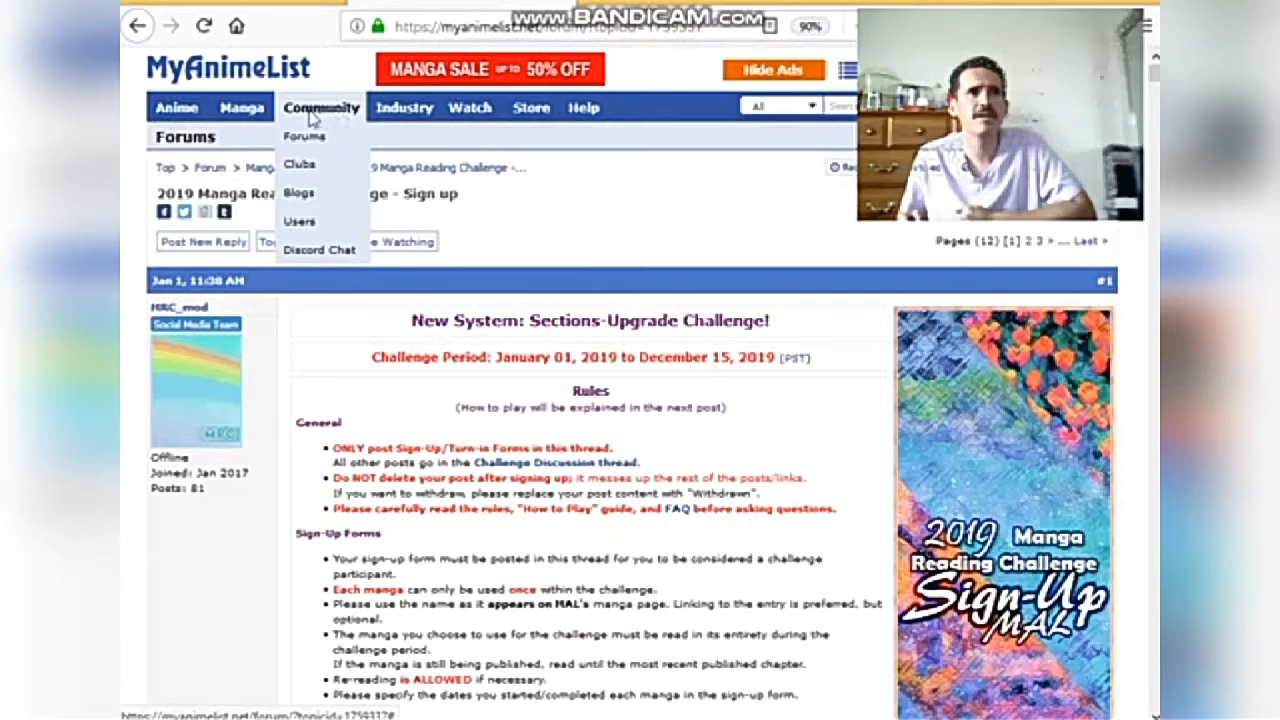 www.BANDICAM.com
90%
MyAnimeList
MANGA SALE UP TO 50% OFF
Hide Ads
Anime Manga Community Industry Watch Store Help
All
Forums
Forums
Top > Forum > Mang
9 Manga Reading Challenge -...
Clubs
2019 Manga Rea
ge - Sign up
Blogs
Users
Post New Reply
e Watching
Pages (12) [1] 2 3 » ... Last »
Discord Chat
Jan 1, 11:38 AM
#1
MRC_mod
Social Media Team
MRC
Offline
Joined: Jan 2017
Posts: 81
New System: Sections-Upgrade Challenge!
Challenge Period: January 01, 2019 to December 15, 2019 (PST)
Rules
(How to play will be explained in the next post)
General
• ONLY post Sign-Up/Turn-in Forms in this thread.
All other posts go in the Challenge Discussion thread.
• Do NOT delete your post after signing up; it messes up the rest of the posts/links.
If you want to withdraw, please replace your post content with "Withdrawn".
• Please carefully read the rules, "How to Play" guide, and FAQ before asking questions.
Sign-Up Forms
• Your sign-up form must be posted in this thread for you to be considered a challenge
participant.
• Each manga can only be used once within the challenge.
• Please use the name as it appears on MAL's manga page. Linking to the entry is preferred, but
optional.
• The manga you choose to use for the challenge must be read in its entirety during the
challenge period.
If the manga is still being published, read until the most recent published chapter.
• Re-reading is ALLOWED if necessary.
• Please specify the dates you started/completed each manga in the sign-up form.
2019 Manga
Reading Challenge
Sign-Up
MAL
https://myanimelist.net/forum/?topicid=1759337#